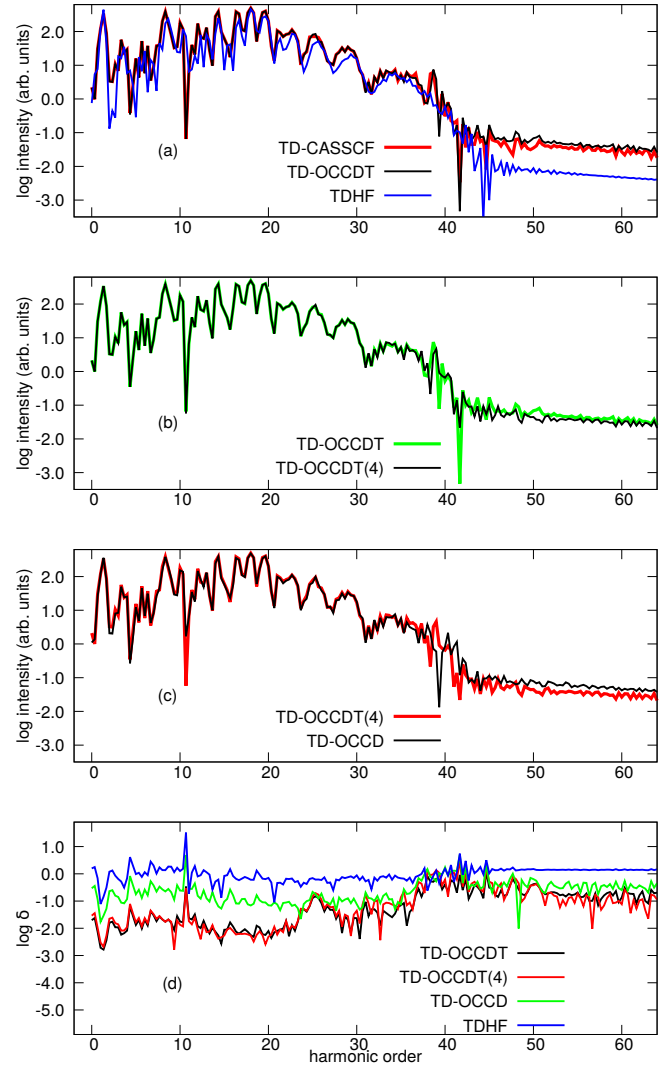 log intensity (arb. units)
2.0
1.0
0.0
-1.0
-2.0
-3.0
(a)
TD-CASSCF
TD-OCCDT
TDHF
0 10 20 30 40 50 60
log intensity (arb. units)
2.0
1.0
0.0
-1.0
-2.0
-3.0
(b)
TD-OCCDT
TD-OCCDT(4)
0 10 20 30 40 50 60
log intensity (arb. units)
2.0
1.0
0.0
-1.0
-2.0
-3.0
(c)
TD-OCCDT(4)
TD-OCCD
0 10 20 30 40 50 60
log δ
1.0
0.0
-1.0
-2.0
-3.0
-4.0
-5.0
(d)
TD-OCCDT
TD-OCCDT(4)
TD-OCCD
TDHF
0 10 20 30 40 50 60
harmonic order